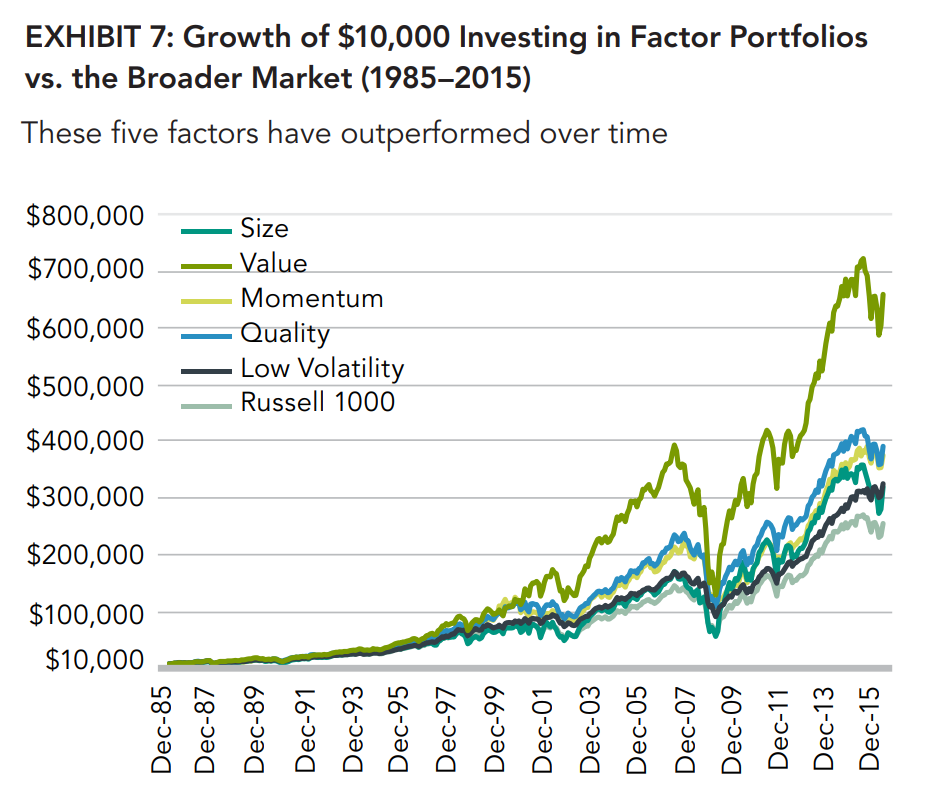 EXHIBIT 7: Growth of $10,000 Investing in Factor Portfolios
vs. the Broader Market (1985–2015)
These five factors have outperformed over time
$800,000
$700,000
$600,000
$500,000
$400,000
$300,000
$200,000
$100,000
$10,000
Size
Value
Momentum
Quality
Low Volatility
Russell 1000
Dec-85
Dec-87
Dec-89
Dec-91
Dec-93
Dec-95
Dec-97
Dec-99
Dec-01
Dec-03
Dec-05
Dec-07
Dec-09
Dec-11
Dec-13
Dec-15